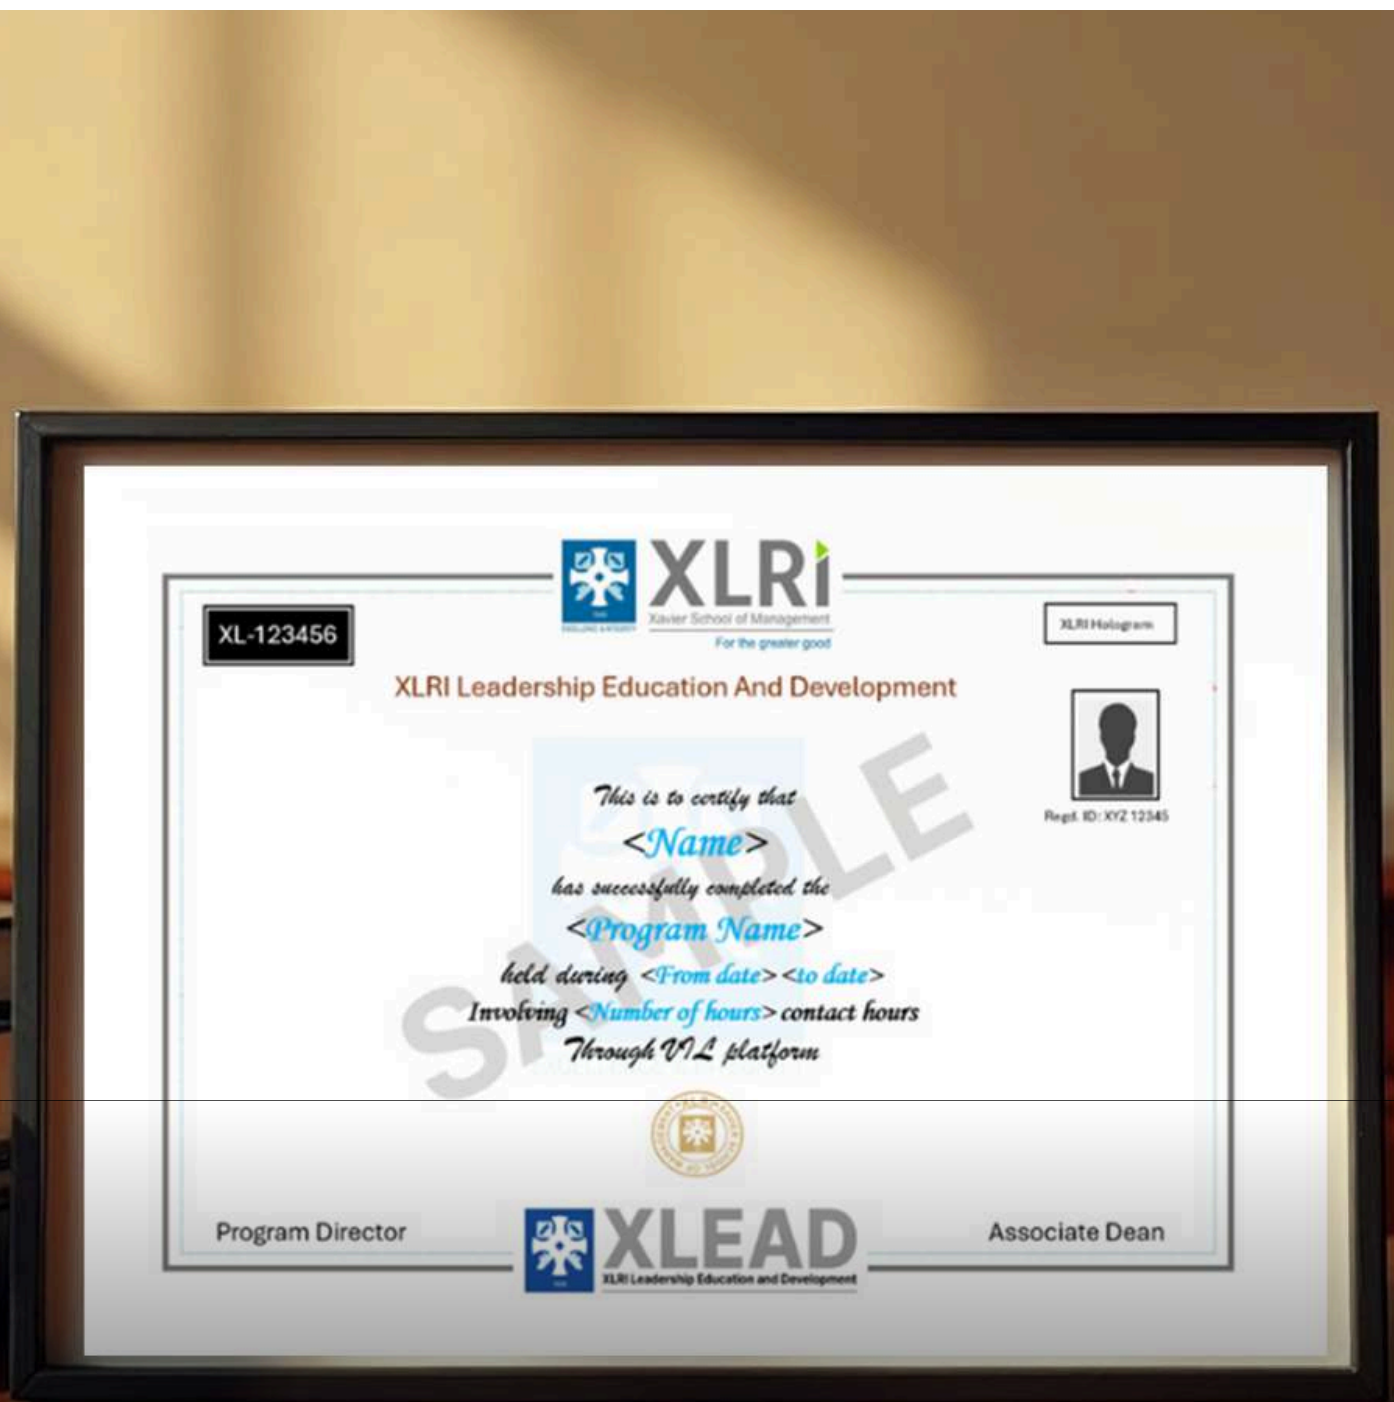 XLRI
Xavier School of Management
For the greater good
XL-123456
XLRI Hologram
XLRI Leadership Education And Development
Regd. ID: XYZ 12345
This is to certify that
<Name>
has successfully completed the
<Program Name>
held during <From date> <to date>
Involving <Number of hours> contact hours
Through VIL platform
SAMPLE
Program Director
Associate Dean
XLEAD
XLRI Leadership Education and Development